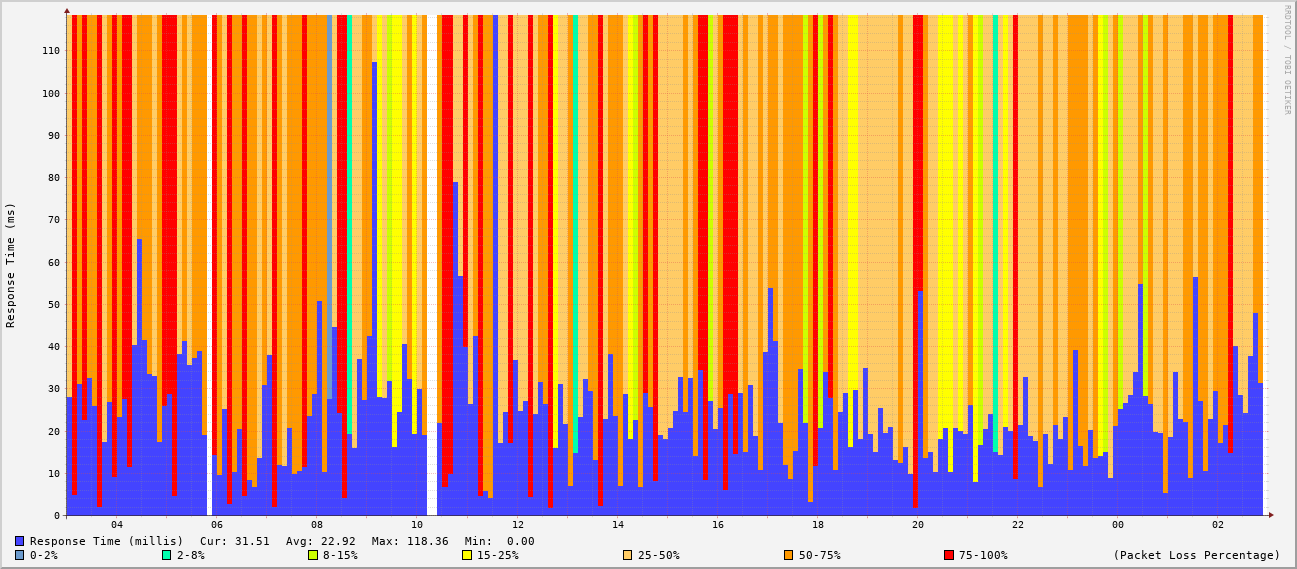 RRDTOOL / TOBI OETIKER
Response Time (ms)
110
100
90
80
70
60
50
40
30
20
10
0
04 06 08 10 12 14 16 18 20 22 00 02
Response Time (millis) Cur: 31.51 Avg: 22.92 Max: 118.36 Min: 0.00
0-2% 2-8% 8-15% 15-25% 25-50% 50-75% 75-100% (Packet Loss Percentage)